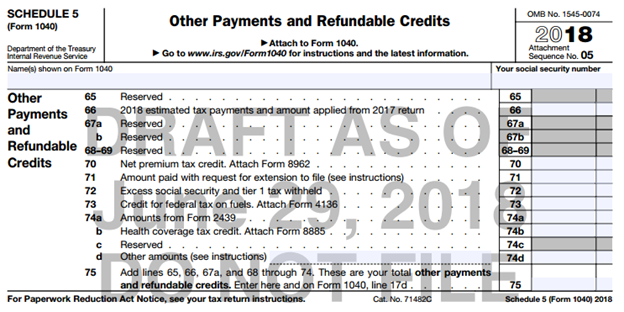 SCHEDULE 5
(Form 1040)
Department of the Treasury
Internal Revenue Service
Other Payments and Refundable Credits
▶ Attach to Form 1040.
▶ Go to www.irs.gov/Form1040 for instructions and the latest information.
OMB No. 1545-0074
2018
Attachment
Sequence No. 05
Name(s) shown on Form 1040
Your social security number
Other Payments and Refundable Credits
65 Reserved . . . 65
66 2018 estimated tax payments and amount applied from 2017 return 66
67a Reserved . . . 67a
b Reserved . . . 67b
68–69 Reserved . . . 68–69
70 Net premium tax credit. Attach Form 8962 . . . 70
71 Amount paid with request for extension to file (see instructions) . . . 71
72 Excess social security and tier 1 tax withheld . . . 72
73 Credit for federal tax on fuels. Attach Form 4136 . . . 73
74a Amounts from Form 2439 . . . 74a
b Health coverage tax credit. Attach Form 8885 . . . 74b
c Reserved . . . 74c
d Other amounts (see instructions) . . . 74d
75 Add lines 65, 66, 67a, and 68 through 74. These are your total other payments
and refundable credits. Enter here and on Form 1040, line 17d . . . 75
For Paperwork Reduction Act Notice, see your tax return instructions. Cat. No. 71482C Schedule 5 (Form 1040) 2018
DRAFT AS OF
June 29, 2018
DO NOT FILE